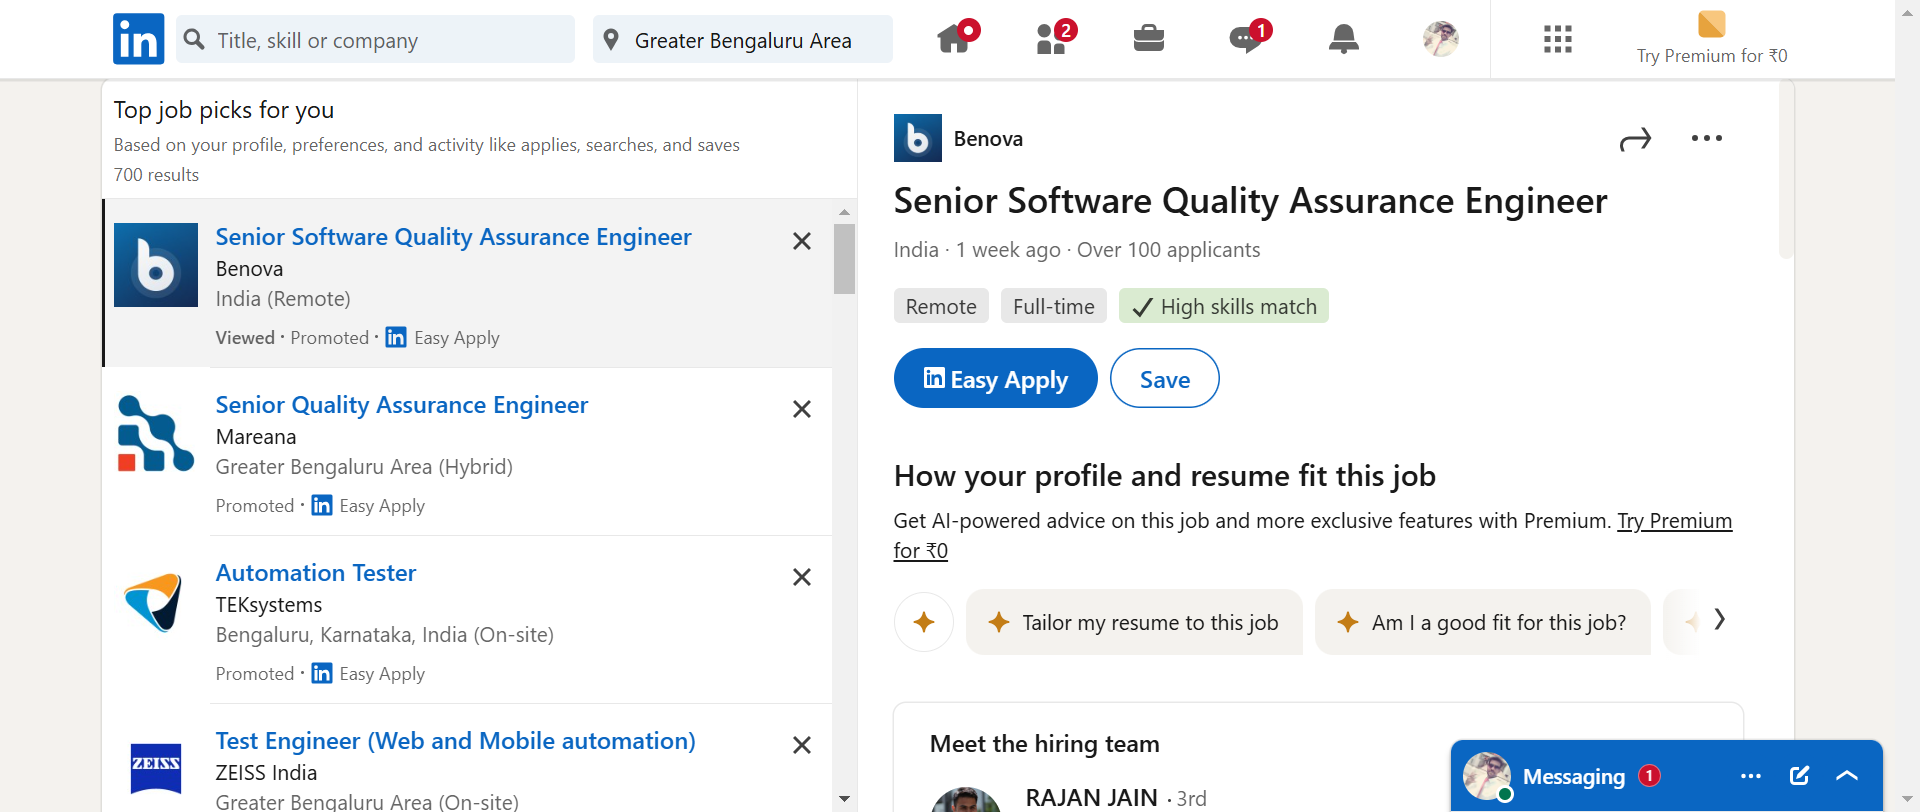 in
Title, skill or company
Greater Bengaluru Area
2
1
Try Premium for ₹0
Top job picks for you
Based on your profile, preferences, and activity like applies, searches, and saves
700 results
b
Senior Software Quality Assurance Engineer
Benova
India (Remote)
Viewed · Promoted · in Easy Apply
Senior Quality Assurance Engineer
Mareana
Greater Bengaluru Area (Hybrid)
Promoted · in Easy Apply
Automation Tester
TEKsystems
Bengaluru, Karnataka, India (On-site)
Promoted · in Easy Apply
ZEISS
Test Engineer (Web and Mobile automation)
ZEISS India
Greater Bengaluru Area (On-site)
b
Benova
Senior Software Quality Assurance Engineer
India · 1 week ago · Over 100 applicants
Remote
Full-time
High skills match
in Easy Apply
Save
How your profile and resume fit this job
Get AI-powered advice on this job and more exclusive features with Premium. Try Premium
for ₹0
Tailor my resume to this job
Am I a good fit for this job?
Meet the hiring team
RAJAN JAIN · 3rd
Messaging
1